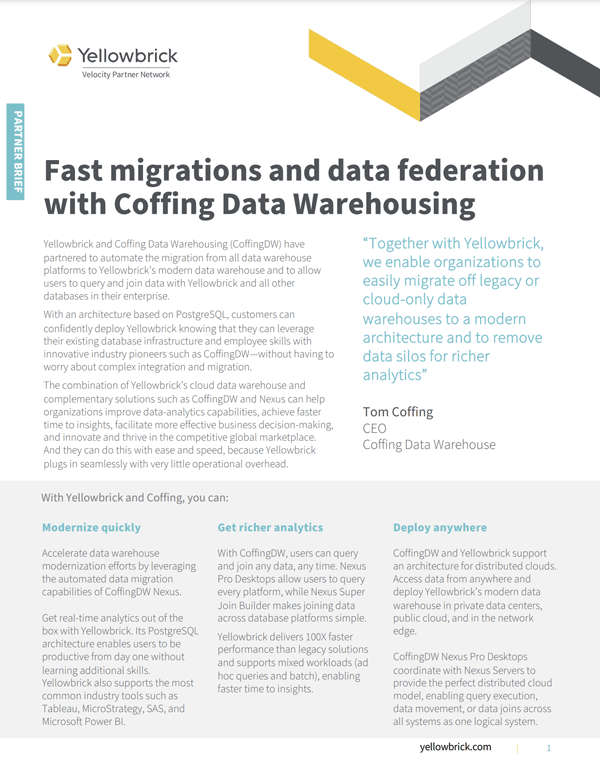 Yellowbrick
Velocity Partner Network
PARTNER BRIEF
Fast migrations and data federation
with Coffing Data Warehousing
Yellowbrick and Coffing Data Warehousing (CoffingDW) have
partnered to automate the migration from all data warehouse
platforms to Yellowbrick's modern data warehouse and to allow
users to query and join data with Yellowbrick and all other
databases in their enterprise.
With an architecture based on PostgreSQL, customers can
confidently deploy Yellowbrick knowing that they can leverage
their existing database infrastructure and employee skills with
innovative industry pioneers such as CoffingDW—without having to
worry about complex integration and migration.
The combination of Yellowbrick's cloud data warehouse and
complementary solutions such as CoffingDW and Nexus can help
organizations improve data-analytics capabilities, achieve faster
time to insights, facilitate more effective business decision-making,
and innovate and thrive in the competitive global marketplace.
And they can do this with ease and speed, because Yellowbrick
plugs in seamlessly with very little operational overhead.
“Together with Yellowbrick,
we enable organizations to
easily migrate off legacy or
cloud-only data
warehouses to a modern
architecture and to remove
data silos for richer
analytics”
Tom Coffing
CEO
Coffing Data Warehouse
With Yellowbrick and Coffing, you can:
Modernize quickly
Accelerate data warehouse
modernization efforts by leveraging
the automated data migration
capabilities of CoffingDW Nexus.
Get real-time analytics out of the
box with Yellowbrick. Its PostgreSQL
architecture enables users to be
productive from day one without
learning additional skills.
Yellowbrick also supports the most
common industry tools such as
Tableau, MicroStrategy, SAS, and
Microsoft Power BI.
Get richer analytics
With CoffingDW, users can query
and join any data, any time. Nexus
Pro Desktops allow users to query
every platform, while Nexus Super
Join Builder makes joining data
across database platforms simple.
Yellowbrick delivers 100X faster
performance than legacy solutions
and supports mixed workloads (ad
hoc queries and batch), enabling
faster time to insights.
Deploy anywhere
CoffingDW and Yellowbrick support
an architecture for distributed clouds.
Access data from anywhere and
deploy Yellowbrick's modern data
warehouse in private data centers,
public cloud, and in the network
edge.
CoffingDW Nexus Pro Desktops
coordinate with Nexus Servers to
provide the perfect distributed cloud
model, enabling query execution,
data movement, or data joins across
all systems as one logical system.
yellowbrick.com
1